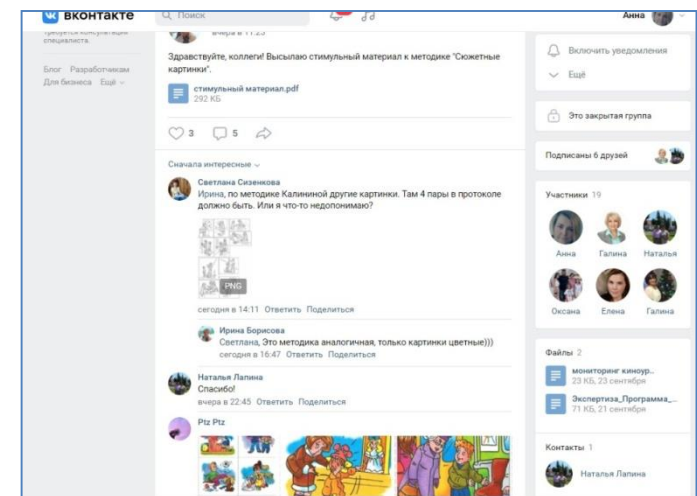 вконтакте
Поиск
Анна
требуется консультация
специалиста.
Блог Разработчикам
Для бизнеса Ещё
вчера в 11:25
Здравствуйте, коллеги! Высылаю стимульный материал к методике "Сюжетные
картинки".
стимульный материал.pdf
292 КБ
3 5
Сначала интересные
Светлана Сизенкова
Ирина, по методике Калининой другие картинки. Там 4 пары в протоколе
должно быть. Или я что-то недопонимаю?
PNG
сегодня в 14:11 Ответить Поделиться
Ирина Борисова
Светлана, Это методика аналогичная, только картинки цветные)))
сегодня в 16:47 Ответить Поделиться
Наталья Лапина
Спасибо!
вчера в 22:45 Ответить Поделиться
Ptz Ptz
Включить уведомления
Ещё
Это закрытая группа
Подписаны 6 друзей
Участники 19
Анна Галина Наталья
Оксана Елена Галина
Файлы 2
мониторинг киноур..
23 КБ, 23 сентября
Экспертиза_Программа_...
71 КБ, 21 сентября
Контакты 1
Наталья Лапина